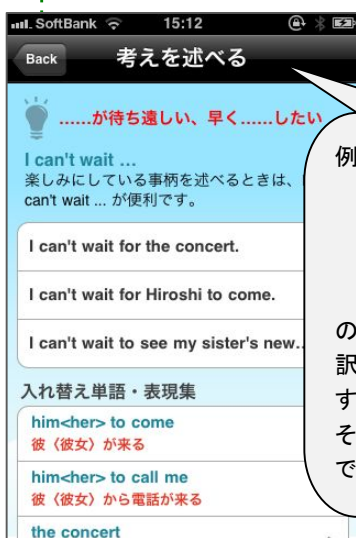 SoftBank 15:12
Back 考えを述べる
……が待ち遠しい、早く……したい
I can't wait …
楽しみにしている事柄を述べるときは、
can't wait ... が便利です。
I can't wait for the concert.
I can't wait for Hiroshi to come.
I can't wait to see my sister's new...
入れ替え単語・表現集
him<her> to come
彼〈彼女〉が来る
him<her> to call me
彼〈彼女〉から電話が来る
the concert
例
の
訳
す
そ
で